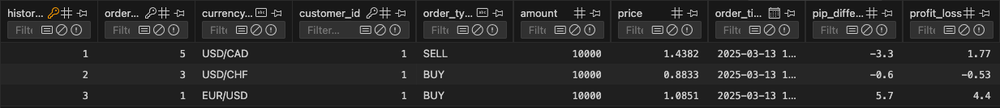 histor... order... currency... customer_id order_ty... amount price order_ti... pip_diffe... profit_loss
Filte Filte Filte Filter... Filte Filte Filte Filte Filte Filte
1 5 USD/CAD 1 SELL 10000 1.4382 2025-03-13 1... -3.3 1.77
2 3 USD/CHF 1 BUY 10000 0.8833 2025-03-13 1... -0.6 -0.53
3 1 EUR/USD 1 BUY 10000 1.0851 2025-03-13 1... 5.7 4.4